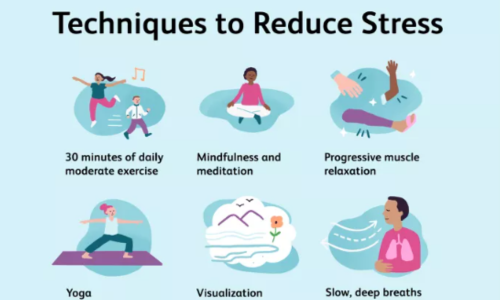 Techniques to Reduce Stress
30 minutes of daily
moderate exercise
Mindfulness and
meditation
Progressive muscle
relaxation
Yoga
Visualization
Slow, deep breaths